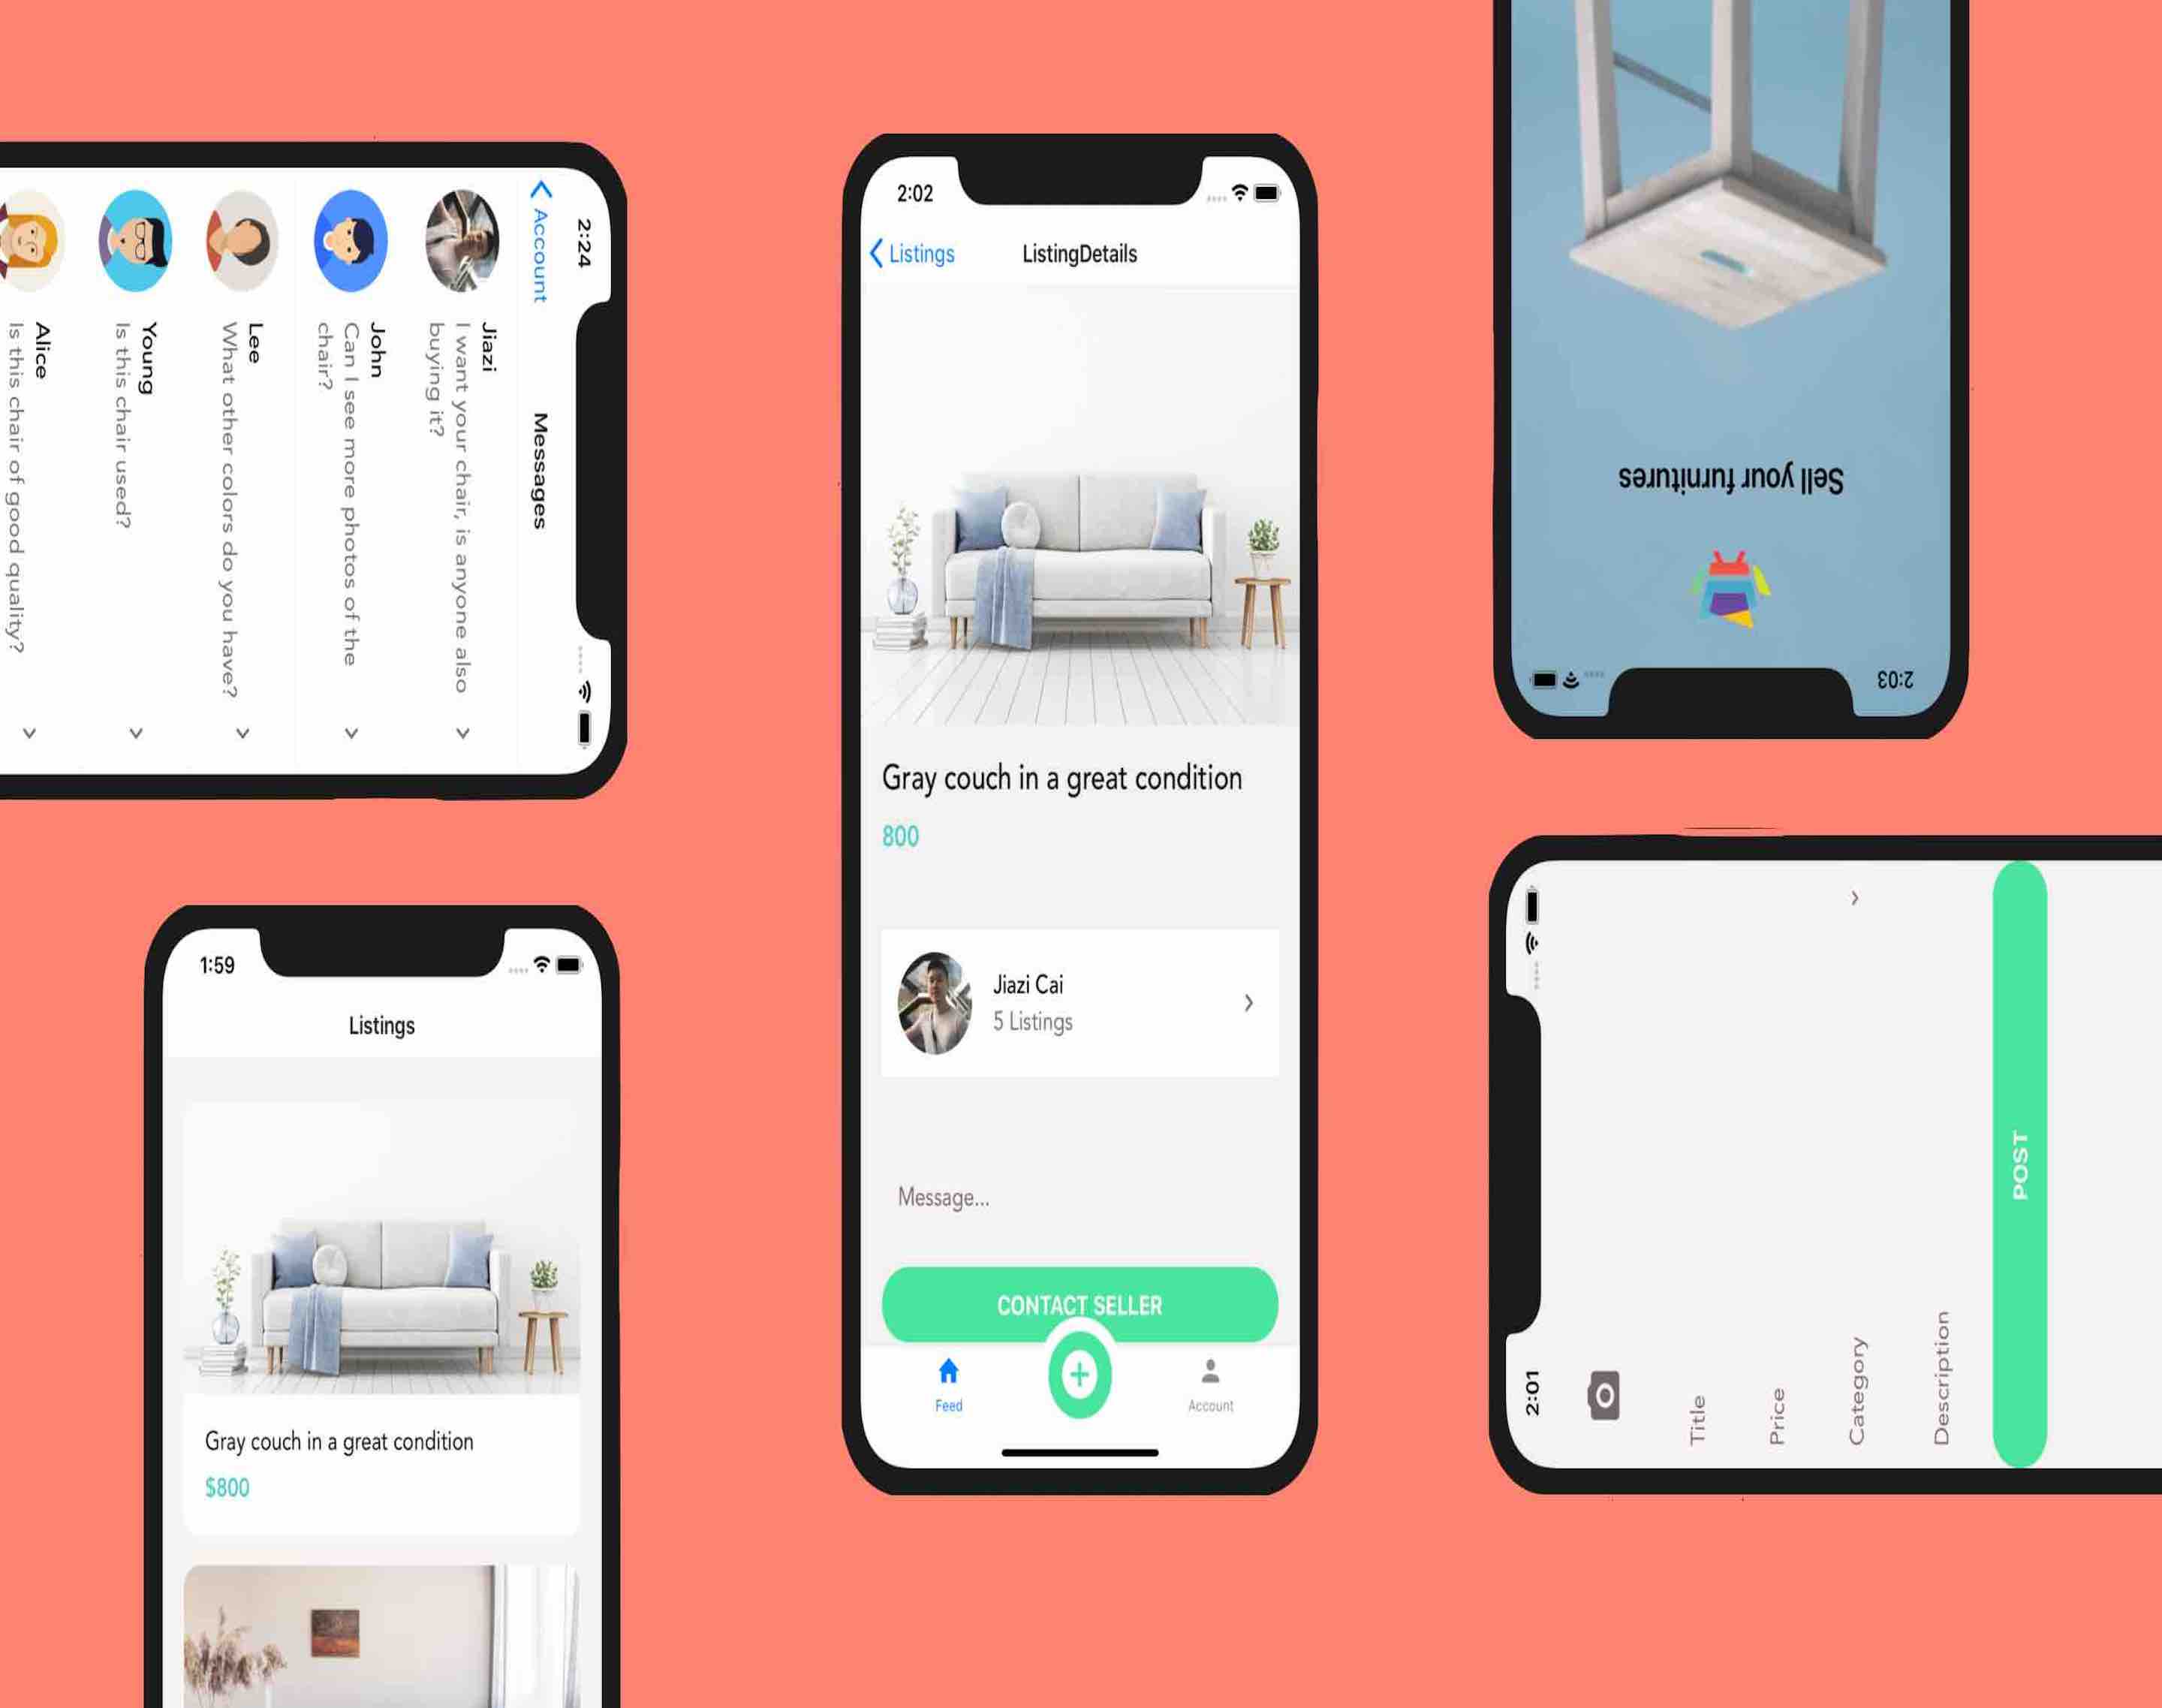 2:24
Account
Messages
Jiazi
I want your chair, is anyone also
buying it?
John
Can I see more photos of the
chair?
Lee
What other colors do you have?
Young
Is this chair used?
Alice
Is this chair of good quality?
1:59
Listings
Gray couch in a great condition
$800
2:02
Listings
ListingDetails
Gray couch in a great condition
800
Jiazi Cai
5 Listings
Message...
CONTACT SELLER
Feed
Account
2:03
Sell your furnitures
2:01
Title
Price
Category
Description
POST